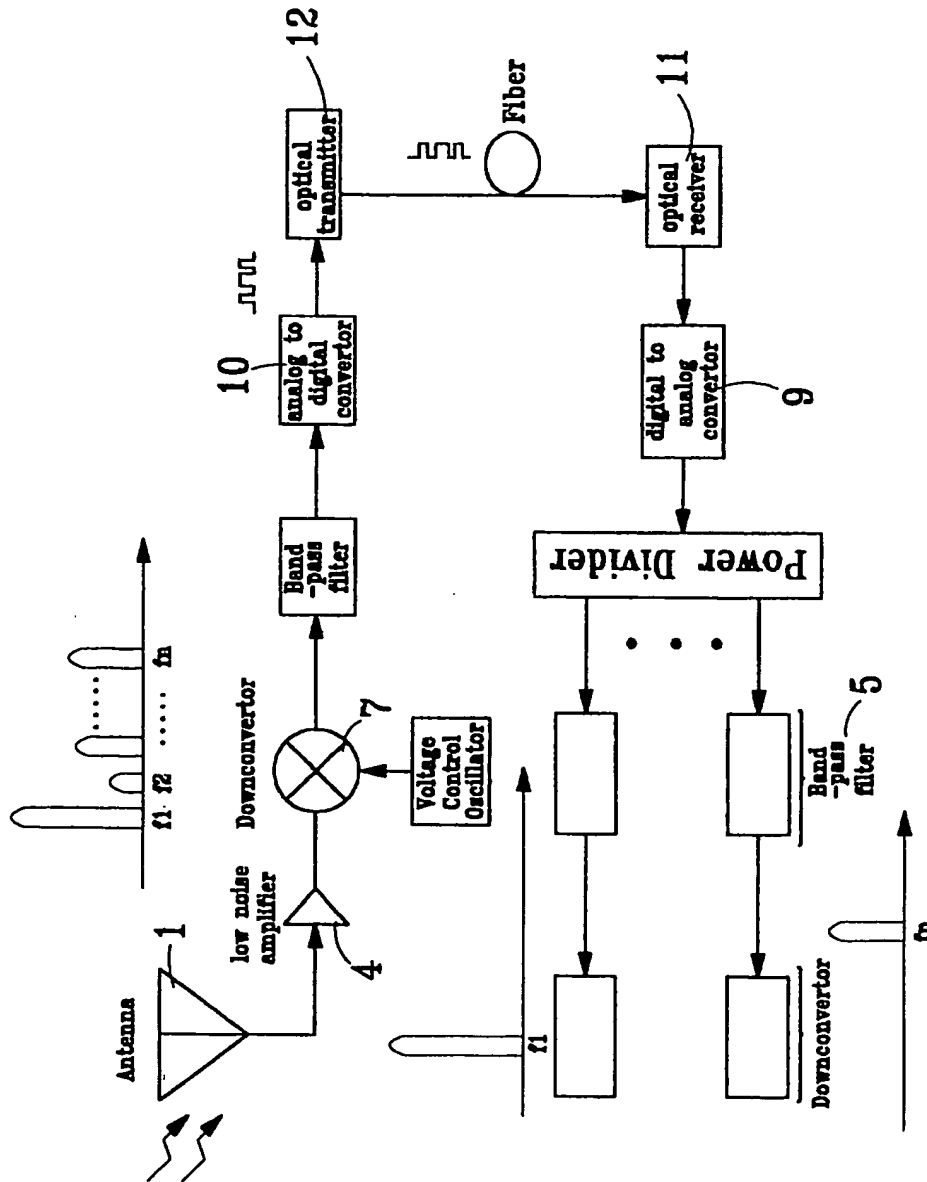 f1
f2
.....
.....
fn
Antenna
1
low noise
amplifier
4
Downconvertor
7
Voltage
Control
Oscillator
Band
-pass
filter
10
analog to
digital
convertor
optical
transmitter
12
Fiber
optical
receiver
11
digital to
analog
convertor
9
Power Divider
f1
Band
-pass
filter
5
Downconvertor
fn